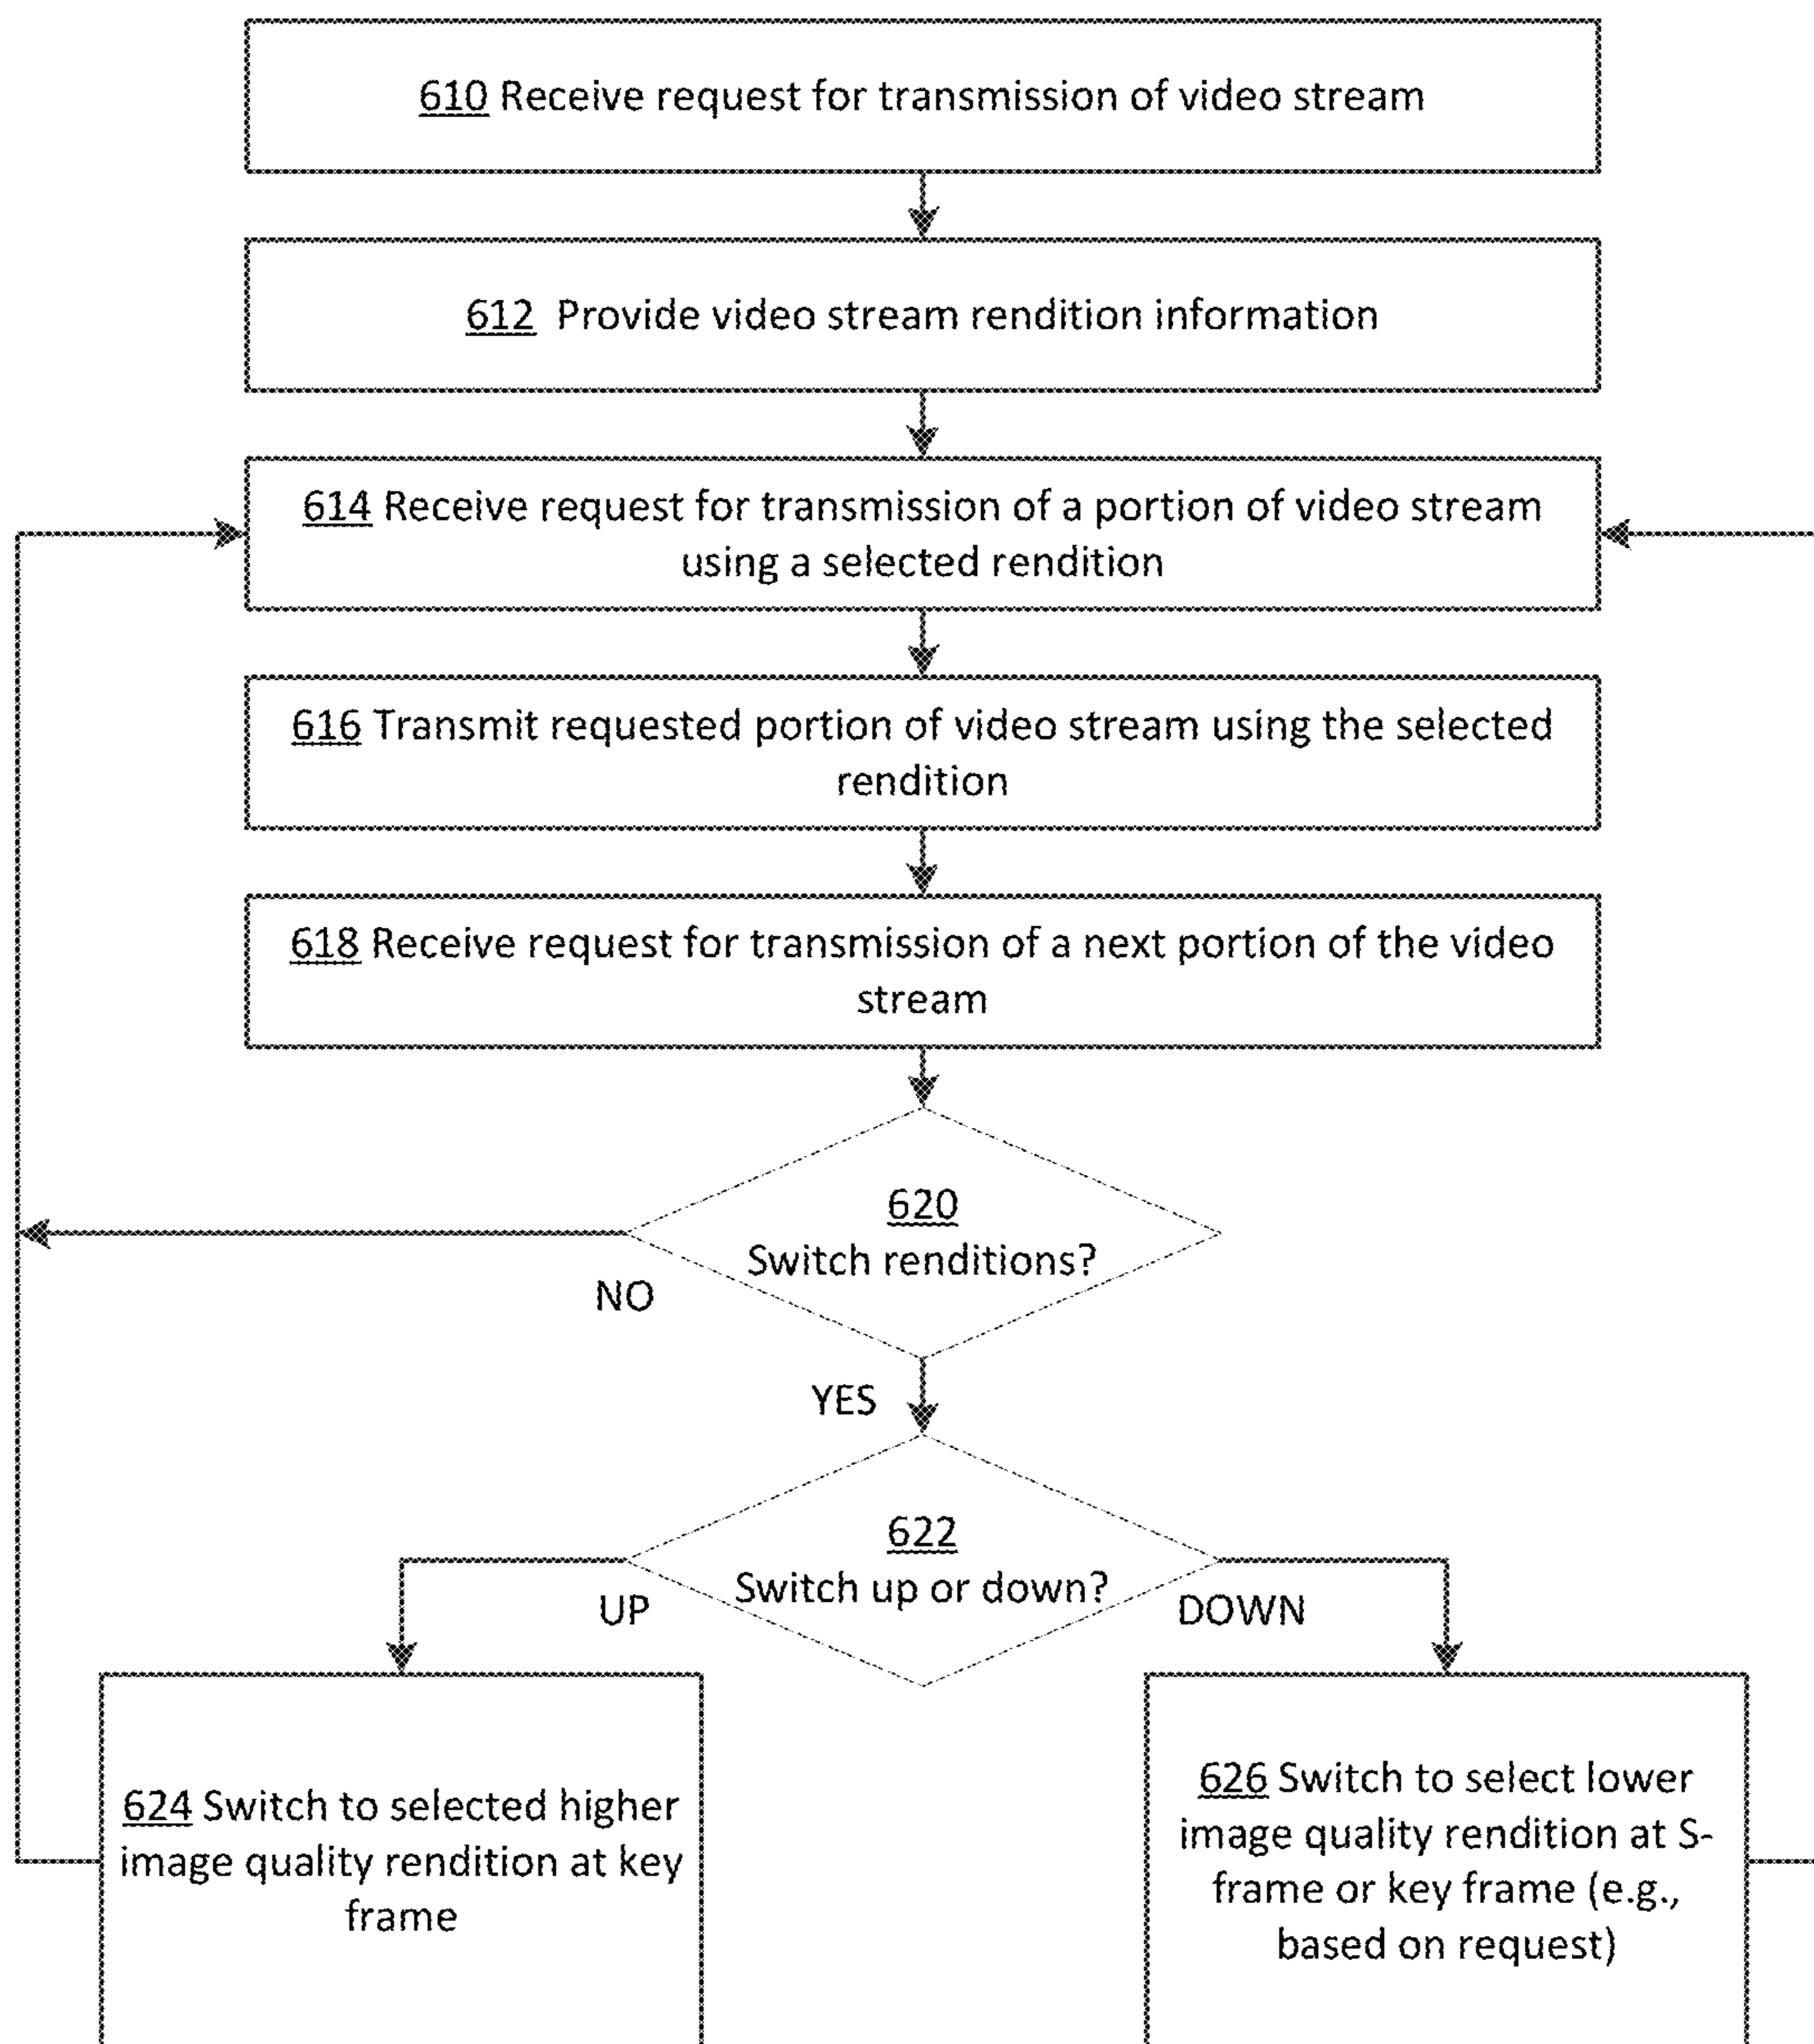 610 Receive request for transmission of video stream
612 Provide video stream rendition information
614 Receive request for transmission of a portion of video stream
using a selected rendition
616 Transmit requested portion of video stream using the selected
rendition
618 Receive request for transmission of a next portion of the video
stream
620
Switch renditions?
NO
YES
622
Switch up or down?
UP
DOWN
624 Switch to selected higher
image quality rendition at key
frame
626 Switch to select lower
image quality rendition at S-
frame or key frame (e.g.,
based on request)